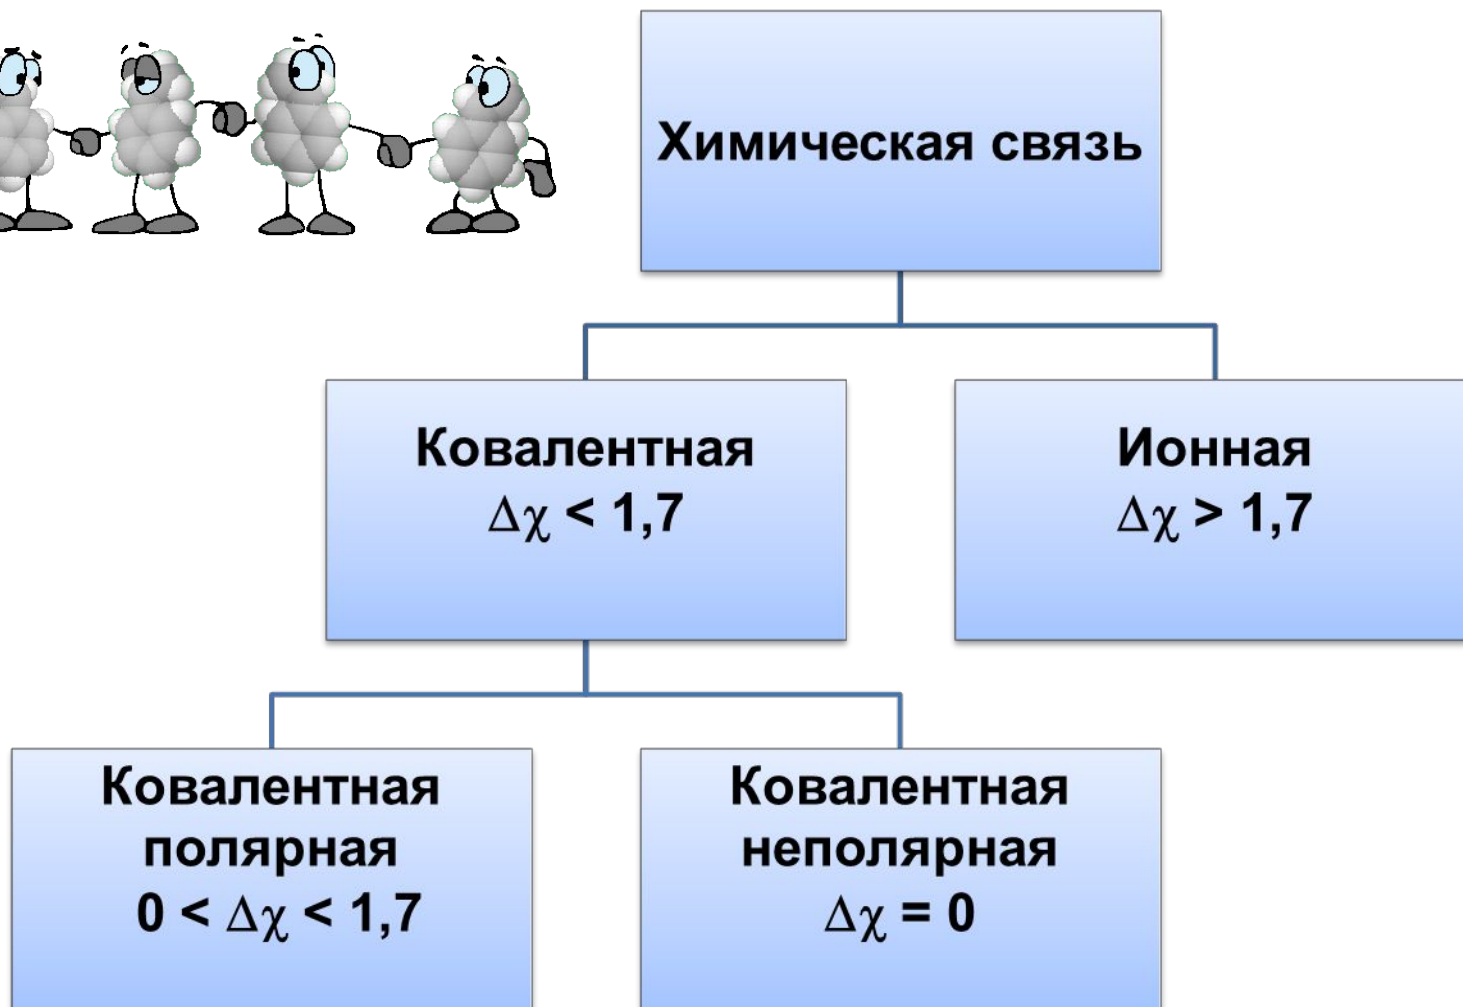 Химическая связь
Ковалентная
Δχ < 1,7
Ионная
Δχ > 1,7
Ковалентная
полярная
0 < Δχ < 1,7
Ковалентная
неполярная
Δχ = 0